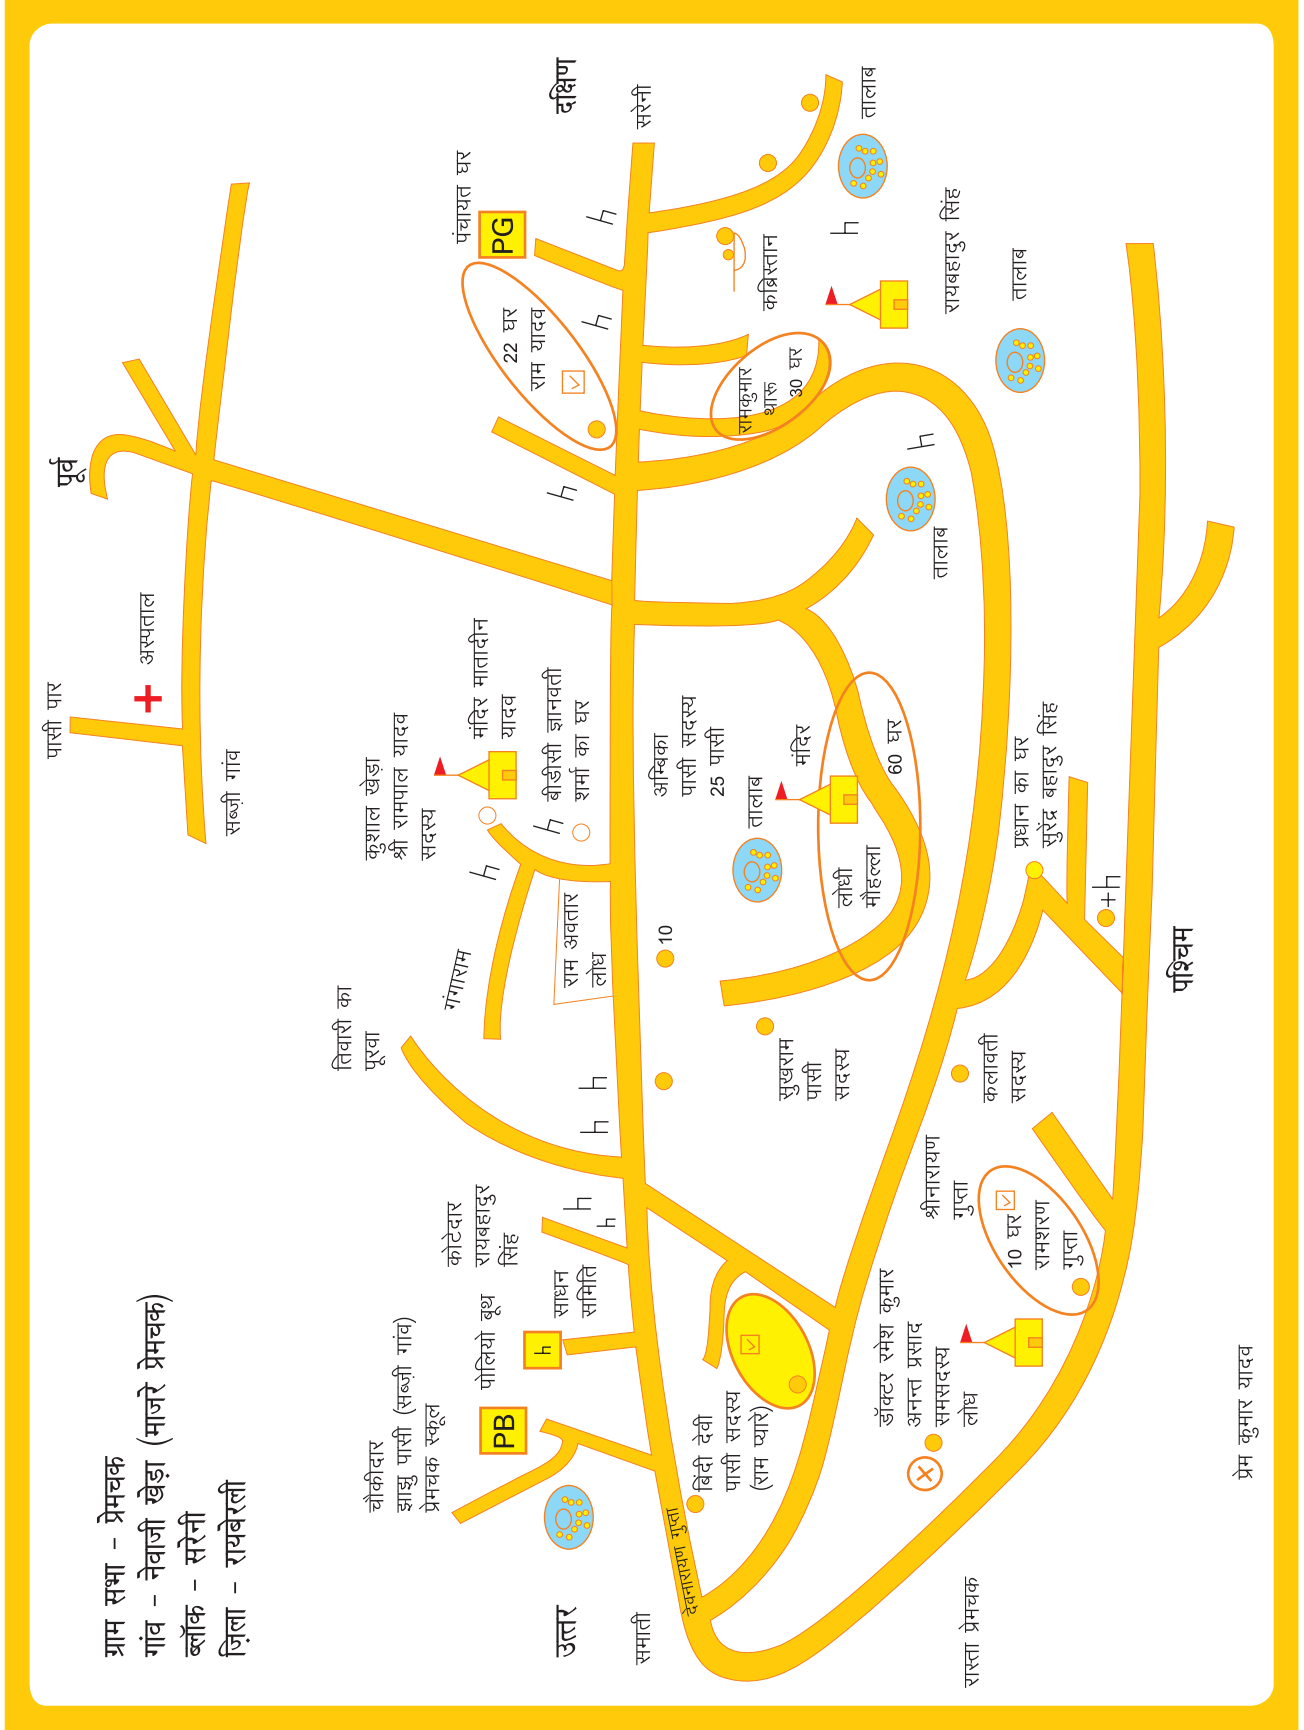 ग्राम सभा – प्रेमचक
गांव – नेवाजी खेड़ा (माजरे प्रेमचक)
ब्लॉक – सरेनी
ज़िला – रायबेरली
पूर्व
पासी पार
अस्पताल
सब्ज़ी गांव
तिवारी का
पूरवा
कुशाल खेड़ा
श्री रामपाल यादव
सदस्य
मंदिर मातादीन
यादव
बीडीसी ज्ञानवती
शर्मा का घर
h
h
गंगाराम
राम अवतार
लोध
चौकीदार
झाझु पासी (सब्ज़ी गांव)
प्रेमचक स्कूल
PB
पोलियो बूथ
h
कोटेदार
रायबहादुर
सिंह
साधन
समिति
h
h
h
h
पंचायत घर
PG
22 घर
राम यादव
h
h
h
दक्षिण
सरेनी
उत्तर
समाती
देवनारायण गुप्ता
बिंदी देवी
पासी सदस्य
(राम प्यारे)
10
अम्बिका
पासी सदस्य
25 पासी
तालाब
मंदिर
लोधी
मौहल्ला
60 घर
सुखराम
पासी
सदस्य
रामकुमार
थारू
30 घर
कब्रिस्तान
h
तालाब
रायबहादुर सिंह
तालाब
h
तालाब
डॉक्टर रमेश कुमार
अनन्त प्रसाद
समसदस्य
लोध
श्रीनारायण
गुप्ता
कलावती
सदस्य
10 घर
रामशरण
गुप्ता
प्रधान का घर
सुरेंद्र बहादुर सिंह
+h
पश्चिम
रास्ता प्रेमचक
प्रेम कुमार यादव